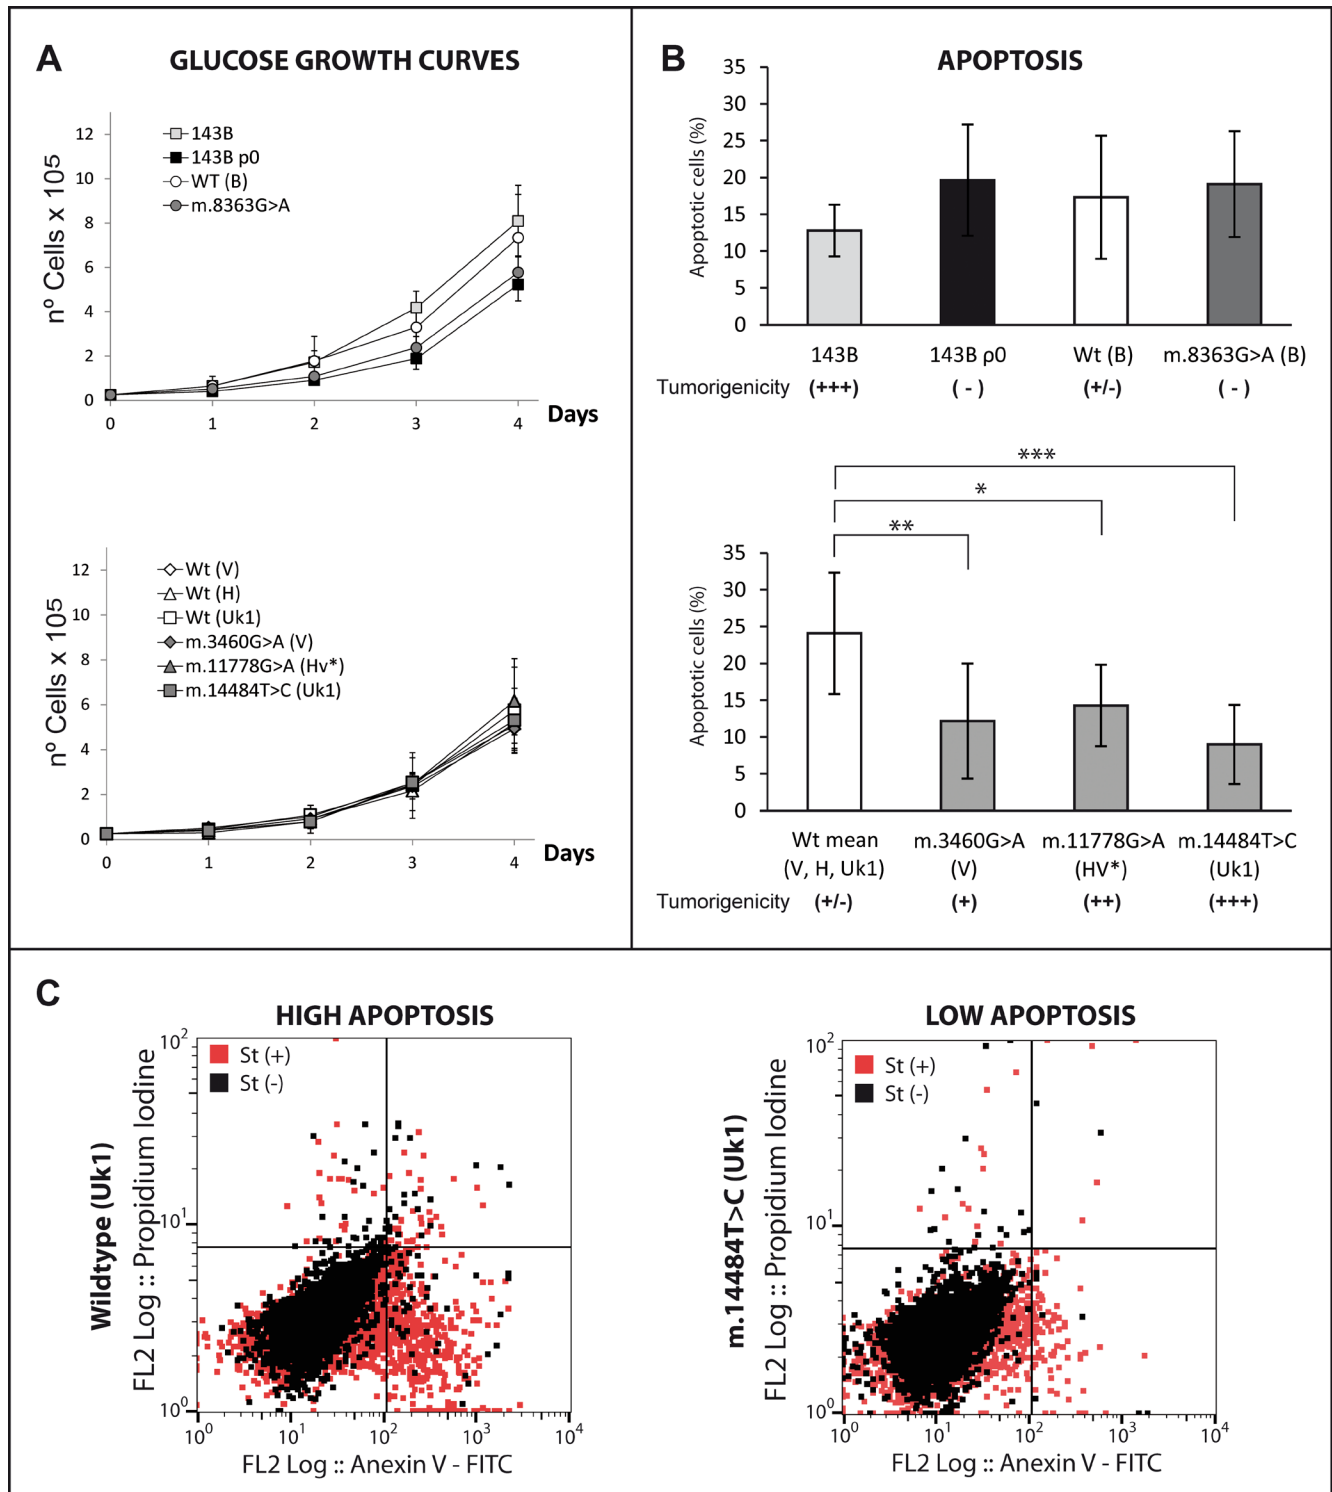 A
GLUCOSE GROWTH CURVES
nº Cells x 105
12
10
8
6
4
2
0
143B
143B p0
WT (B)
m.8363G>A
0 1 2 3 4
Days
nº Cells x 105
12
10
8
6
4
2
0
Wt (V)
Wt (H)
Wt (Uk1)
m.3460G>A (V)
m.11778G>A (Hv*)
m.14484T>C (Uk1)
0 1 2 3 4
Days
B
APOPTOSIS
Apoptotic cells (%)
35
30
25
20
15
10
5
0
143B 143B ρ0 Wt (B) m.8363G>A (B)
Tumorigenicity (+++) ( - ) (+/-) ( - )
***
*
**
Apoptotic cells (%)
35
30
25
20
15
10
5
0
Wt mean m.3460G>A m.11778G>A m.14484T>C
(V, H, Uk1) (V) (HV*) (Uk1)
Tumorigenicity (+/-) (+) (++) (+++)
C
HIGH APOPTOSIS
Wildtype (Uk1)
FL2 Log :: Propidium Iodine
10²
10¹
10⁰
St (+)
St (-)
10⁰ 10¹ 10² 10³ 10⁴
FL2 Log :: Anexin V - FITC
LOW APOPTOSIS
m.14484T>C (Uk1)
FL2 Log :: Propidium Iodine
10²
10¹
10⁰
St (+)
St (-)
10⁰ 10¹ 10² 10³ 10⁴
FL2 Log :: Anexin V - FITC